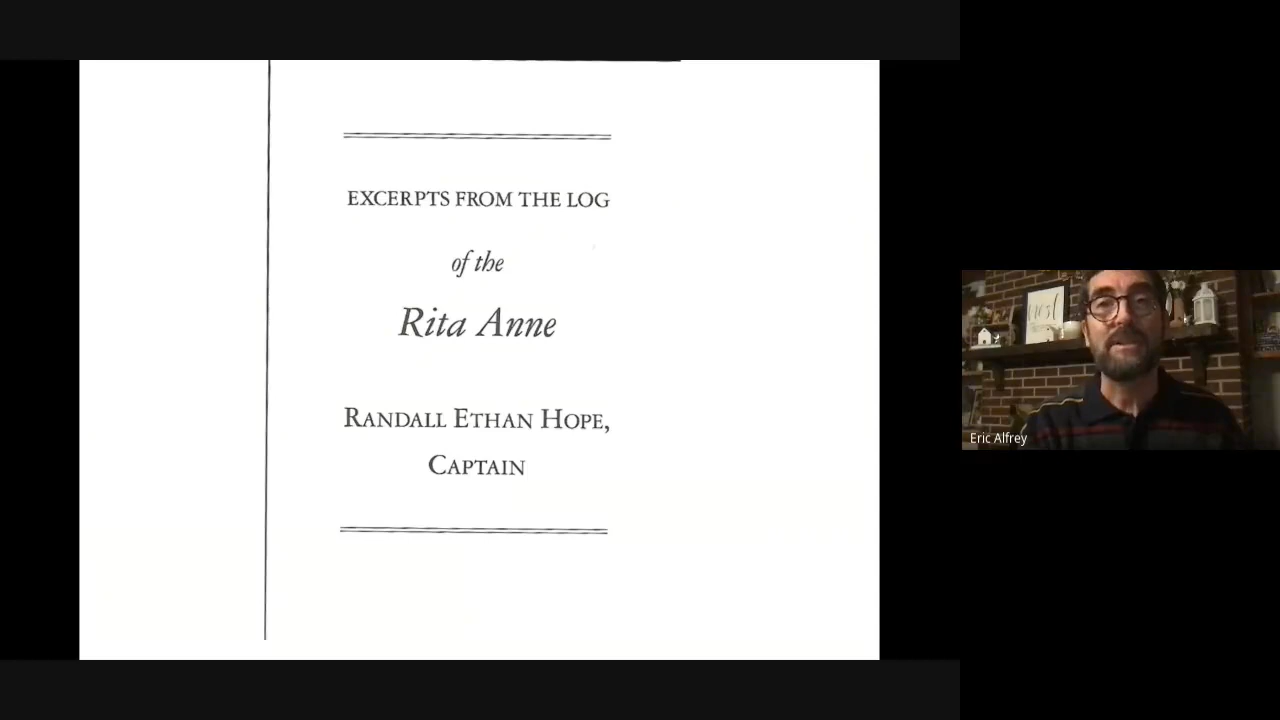 EXCERPTS FROM THE LOG
of the
Rita Anne
RANDALL ETHAN HOPE,
CAPTAIN
Eric Alfrey